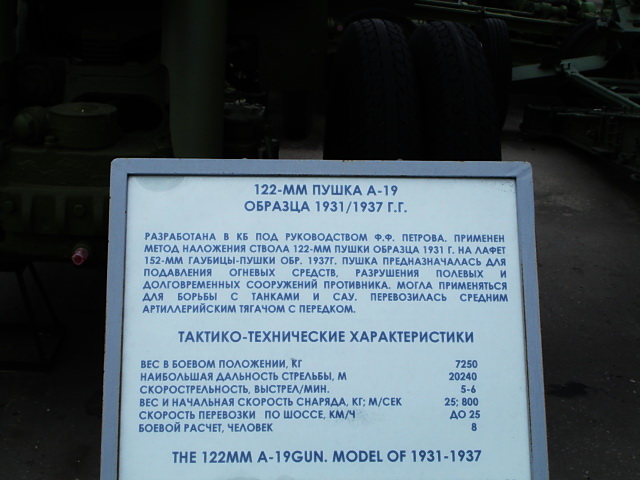 122-ММ ПУШКА А-19
ОБРАЗЦА 1931/1937 Г.Г.
РАЗРАБОТАНА В КБ ПОД РУКОВОДСТВОМ Ф.Ф. ПЕТРОВА. ПРИМЕНЕН
МЕТОД НАЛОЖЕНИЯ СТВОЛА 122-ММ ПУШКИ ОБРАЗЦА 1931 Г. НА ЛАФЕТ
152-ММ ГАУБИЦЫ-ПУШКИ ОБР. 1937Г. ПУШКА ПРЕДНАЗНАЧАЛАСЬ ДЛЯ
ПОДАВЛЕНИЯ ОГНЕВЫХ СРЕДСТВ, РАЗРУШЕНИЯ ПОЛЕВЫХ И
ДОЛГОВРЕМЕННЫХ СООРУЖЕНИЙ ПРОТИВНИКА. МОГЛА ПРИМЕНЯТЬСЯ
ДЛЯ БОРЬБЫ С ТАНКАМИ И САУ. ПЕРЕВОЗИЛАСЬ СРЕДНИМ
АРТИЛЛЕРИЙСКИМ ТЯГАЧОМ С ПЕРЕДКОМ.
ТАКТИКО-ТЕХНИЧЕСКИЕ ХАРАКТЕРИСТИКИ
ВЕС В БОЕВОМ ПОЛОЖЕНИИ, КГ 7250
НАИБОЛЬШАЯ ДАЛЬНОСТЬ СТРЕЛЬБЫ, М 20240
СКОРОСТРЕЛЬНОСТЬ, ВЫСТРЕЛ/МИН. 5-6
ВЕС И НАЧАЛЬНАЯ СКОРОСТЬ СНАРЯДА, КГ; М/СЕК 25; 800
СКОРОСТЬ ПЕРЕВОЗКИ ПО ШОССЕ, КМ/Ч ДО 25
БОЕВОЙ РАСЧЕТ, ЧЕЛОВЕК 8
THE 122MM A-19GUN. MODEL OF 1931-1937